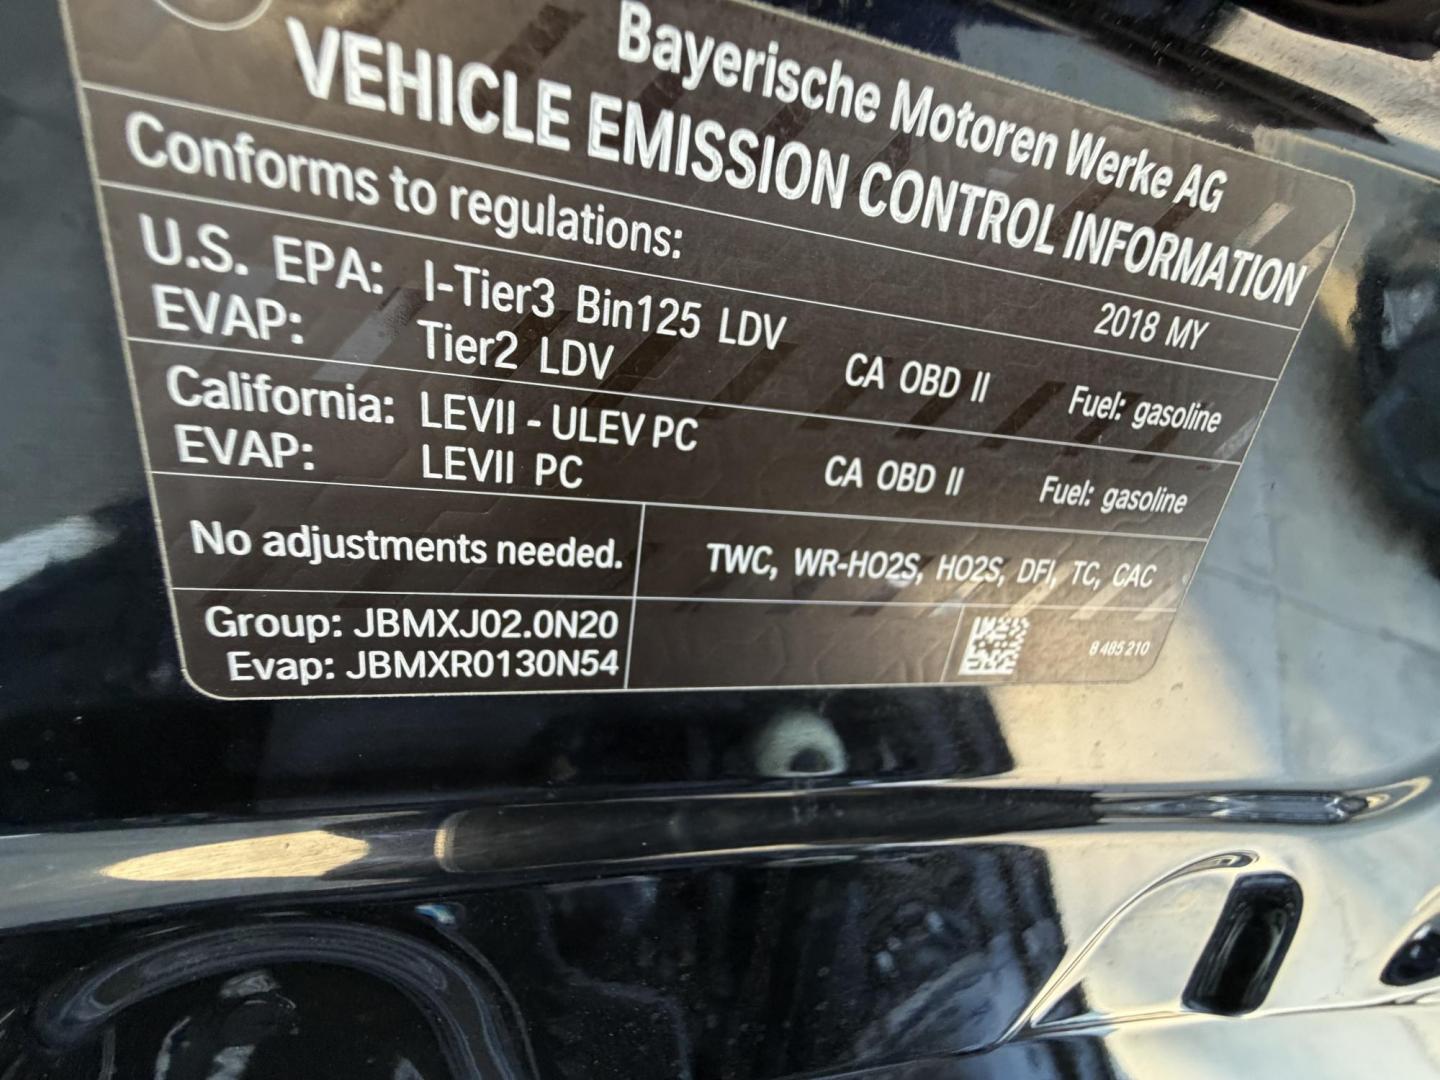 Bayerische Motoren Werke AG
VEHICLE EMISSION CONTROL INFORMATION
Conforms to regulations: 2018 MY
U.S. EPA: I-Tier3 Bin125 LDV
EVAP: Tier2 LDV CA OBD II Fuel: gasoline
California: LEVII - ULEV PC
EVAP: LEVII PC CA OBD II Fuel: gasoline
No adjustments needed. TWC, WR-HO2S, HO2S, DFI, TC, CAC
Group: JBMXJ02.0N20
Evap: JBMXR0130N54
8 485 210